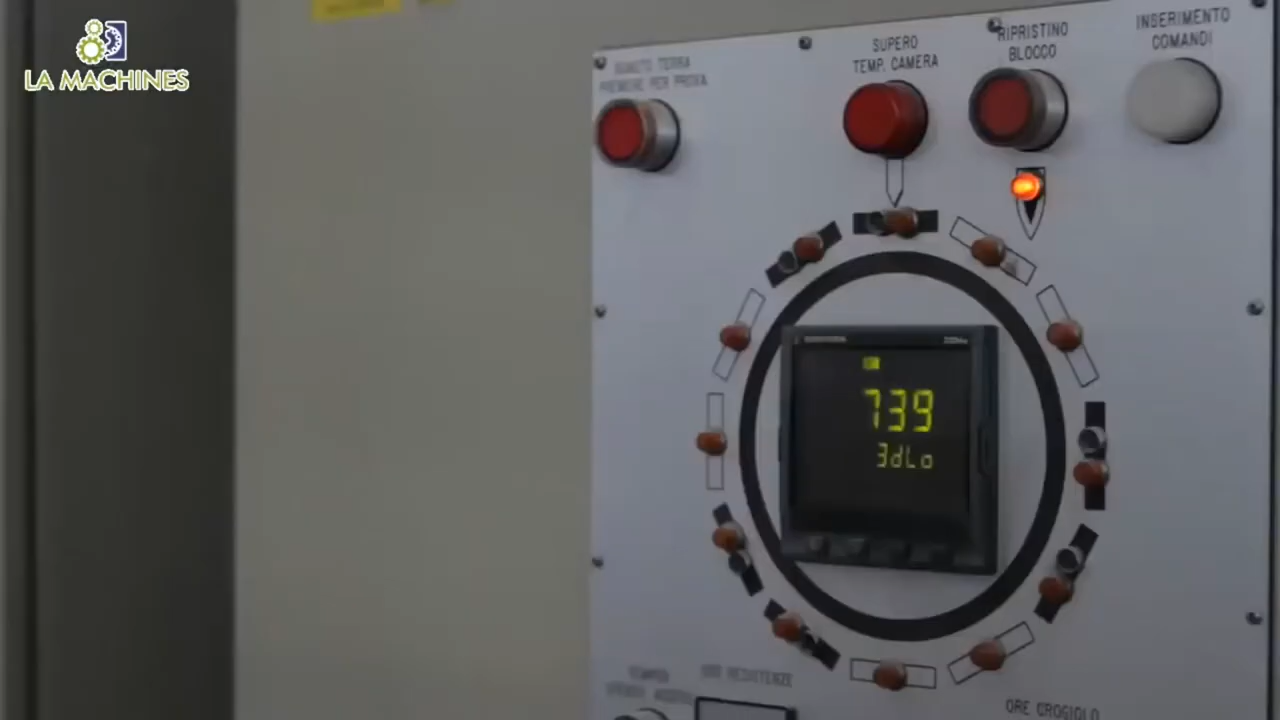 LA MACHINES
SUPERO
TEMP. CAMERA
RIPRISTINO
BLOCCO
INSERIMENTO
COMANDI
PREMERE PER PROVA
739
3dLo
ORE CROGIOLO